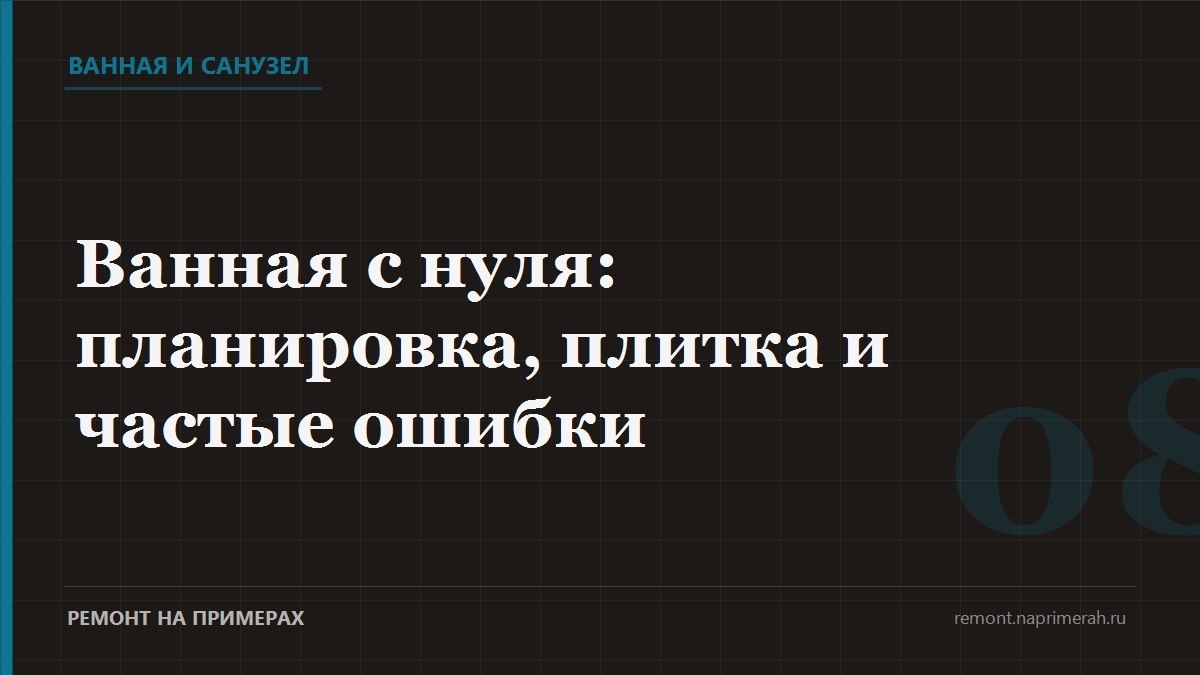 ВАННАЯ И САНУЗЕЛ
Ванная с нуля:
планировка, плитка и
частые ошибки
08
РЕМОНТ НА ПРИМЕРАХ
remont.naprimerah.ru